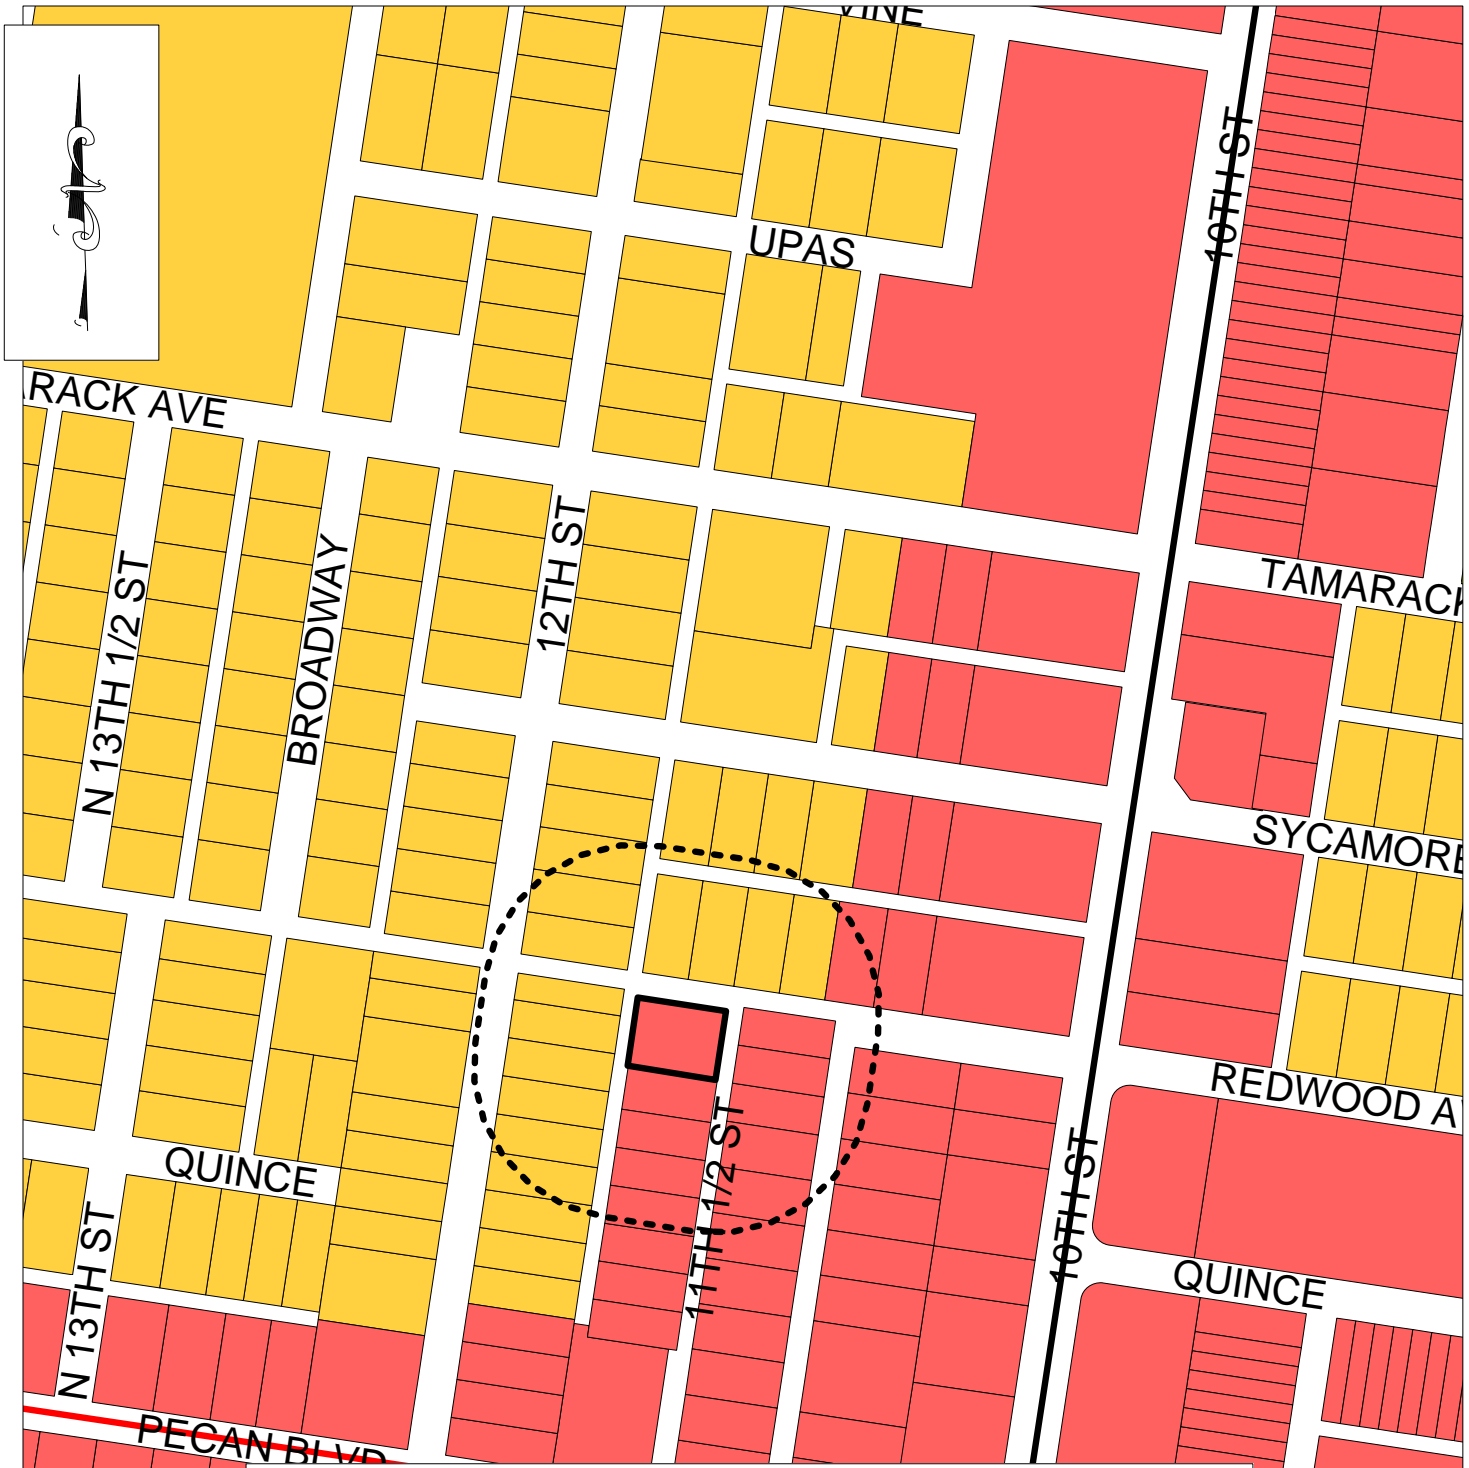 VINE
10TH ST
UPAS
RACK AVE
TAMARACK
12TH ST
N 13TH 1/2 ST
BROADWAY
SYCAMORE
REDWOOD A
11TH 1/2 ST
10TH ST
QUINCE
N 13TH ST
QUINCE
PECAN BLVD